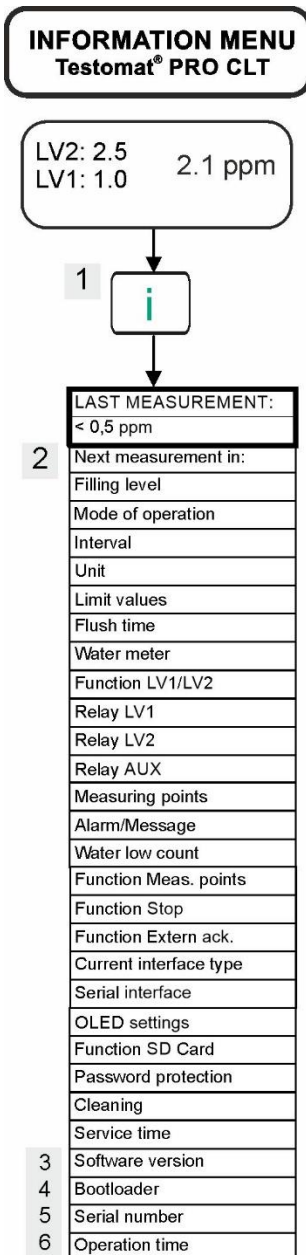 INFORMATION MENU
Testomat® PRO CLT
LV2: 2.5
LV1: 1.0
2.1 ppm
1
i
LAST MEASUREMENT:
< 0,5 ppm
2
Next measurement in:
Filling level
Mode of operation
Interval
Unit
Limit values
Flush time
Water meter
Function LV1/LV2
Relay LV1
Relay LV2
Relay AUX
Measuring points
Alarm/Message
Water low count
Function Meas. points
Function Stop
Function Extern ack.
Current interface type
Serial interface
OLED settings
Function SD Card
Password protection
Cleaning
Service time
3 Software version
4 Bootloader
5 Serial number
6 Operation time